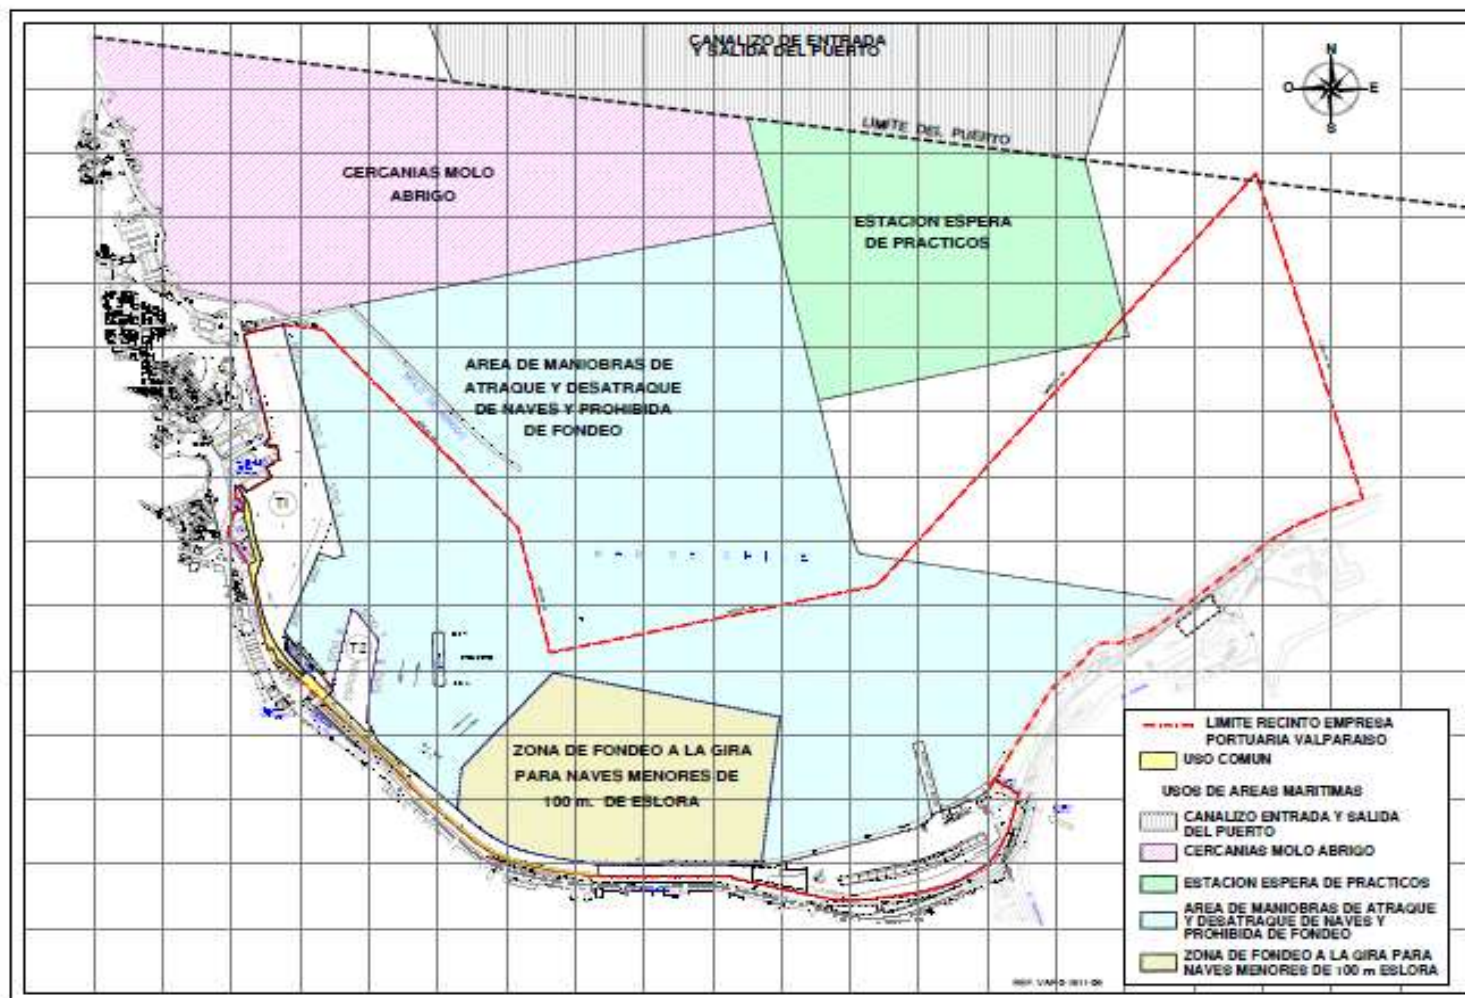 CANALIZO DE ENTRADA
Y SALIDA DEL PUERTO
N
O
E
S
LIMITE DEL PUERTO
CERCANIAS MOLO
ABRIGO
ESTACION ESPERA
DE PRACTICOS
AREA DE MANIOBRAS DE
ATRAQUE Y DESATRAQUE
DE NAVES Y PROHIBIDA
DE FONDEO
T1
T2
ZONA DE FONDEO A LA GIRA
PARA NAVES MENORES DE
100 m. DE ESLORA
LIMITE RECINTO EMPRESA
PORTUARIA VALPARAISO
USO COMUN
USOS DE AREAS MARITIMAS
CANALIZO ENTRADA Y SALIDA
DEL PUERTO
CERCANIAS MOLO ABRIGO
ESTACION ESPERA DE PRACTICOS
AREA DE MANIOBRAS DE ATRAQUE
Y DESATRAQUE DE NAVES Y
PROHIBIDA DE FONDEO
ZONA DE FONDEO A LA GIRA PARA
NAVES MENORES DE 100 m ESLORA